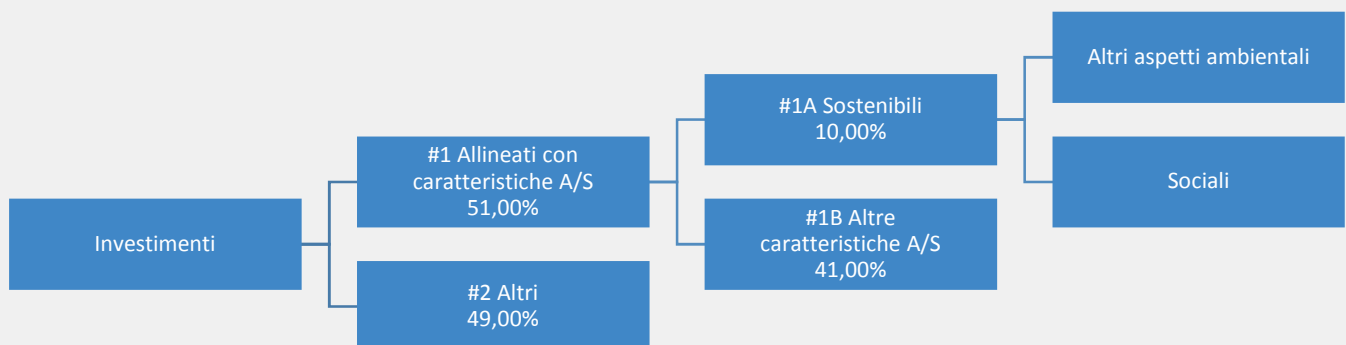 Investimenti
#1 Allineati con
caratteristiche A/S
51,00%
#2 Altri
49,00%
#1A Sostenibili
10,00%
#1B Altre
caratteristiche A/S
41,00%
Altri aspetti ambientali
Sociali